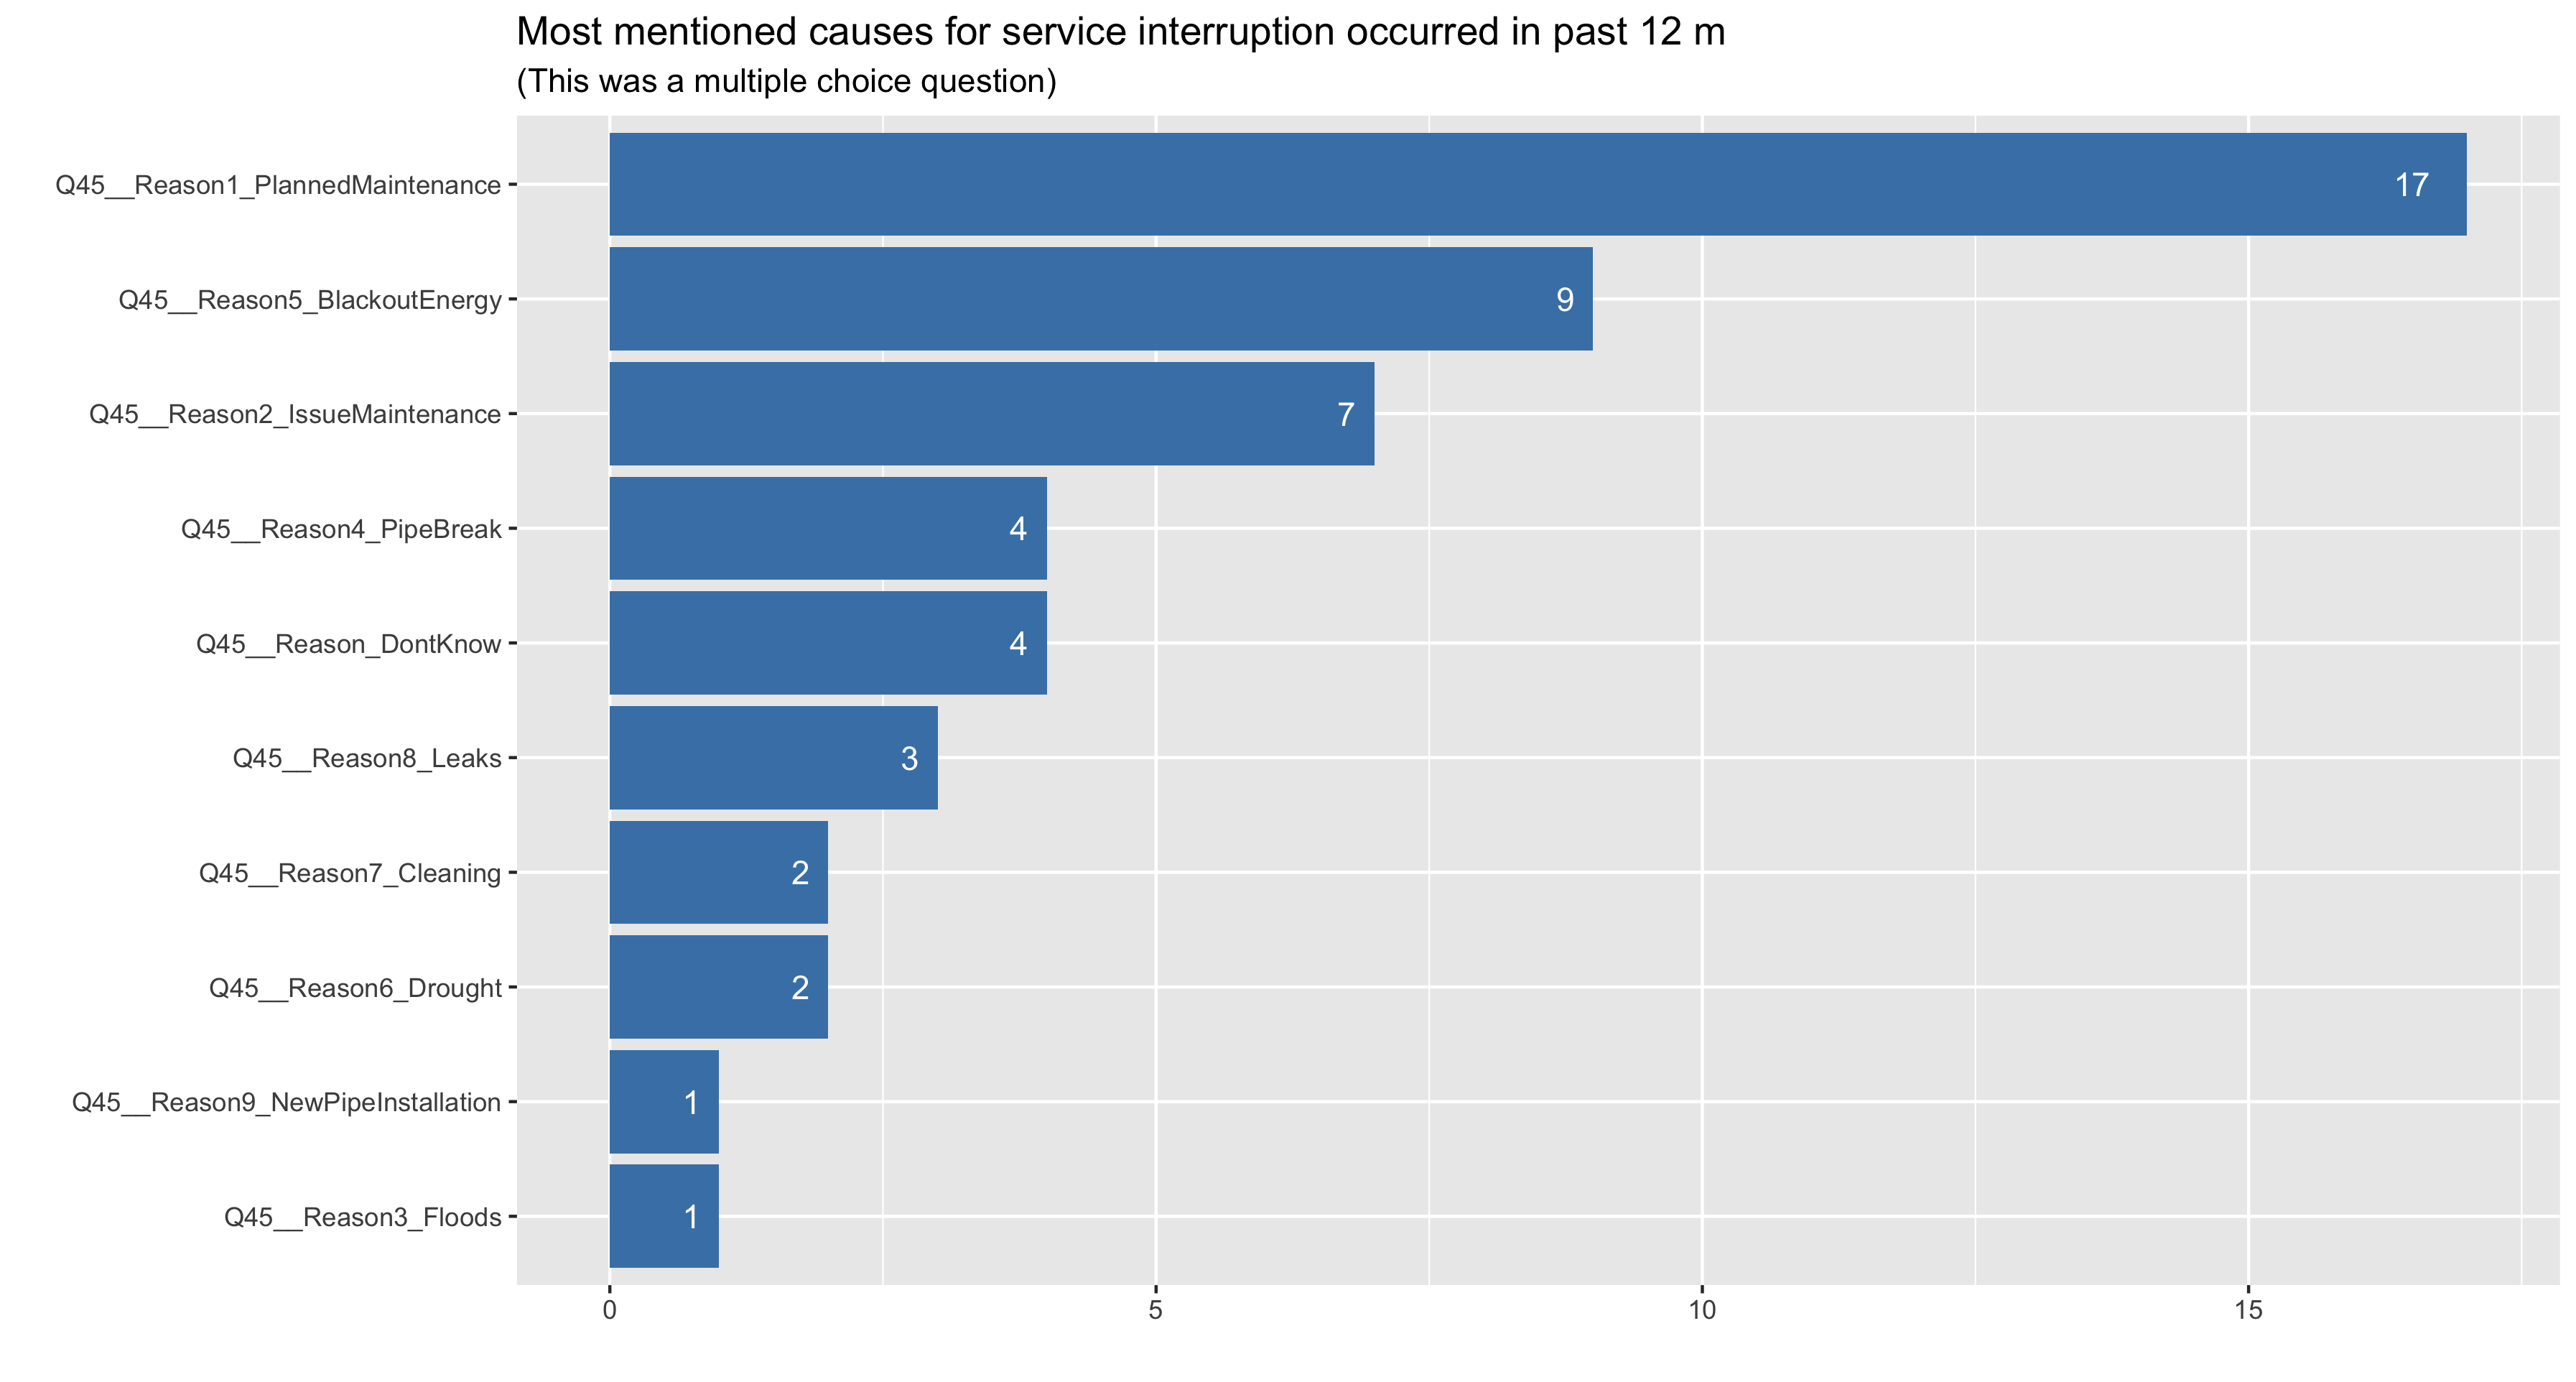 Most mentioned causes for service interruption occurred in past 12 m
(This was a multiple choice question)
Q45__Reason1_PlannedMaintenance 17
Q45__Reason5_BlackoutEnergy 9
Q45__Reason2_IssueMaintenance 7
Q45__Reason4_PipeBreak 4
Q45__Reason_DontKnow 4
Q45__Reason8_Leaks 3
Q45__Reason7_Cleaning 2
Q45__Reason6_Drought 2
Q45__Reason9_NewPipeInstallation 1
Q45__Reason3_Floods 1
0 5 10 15